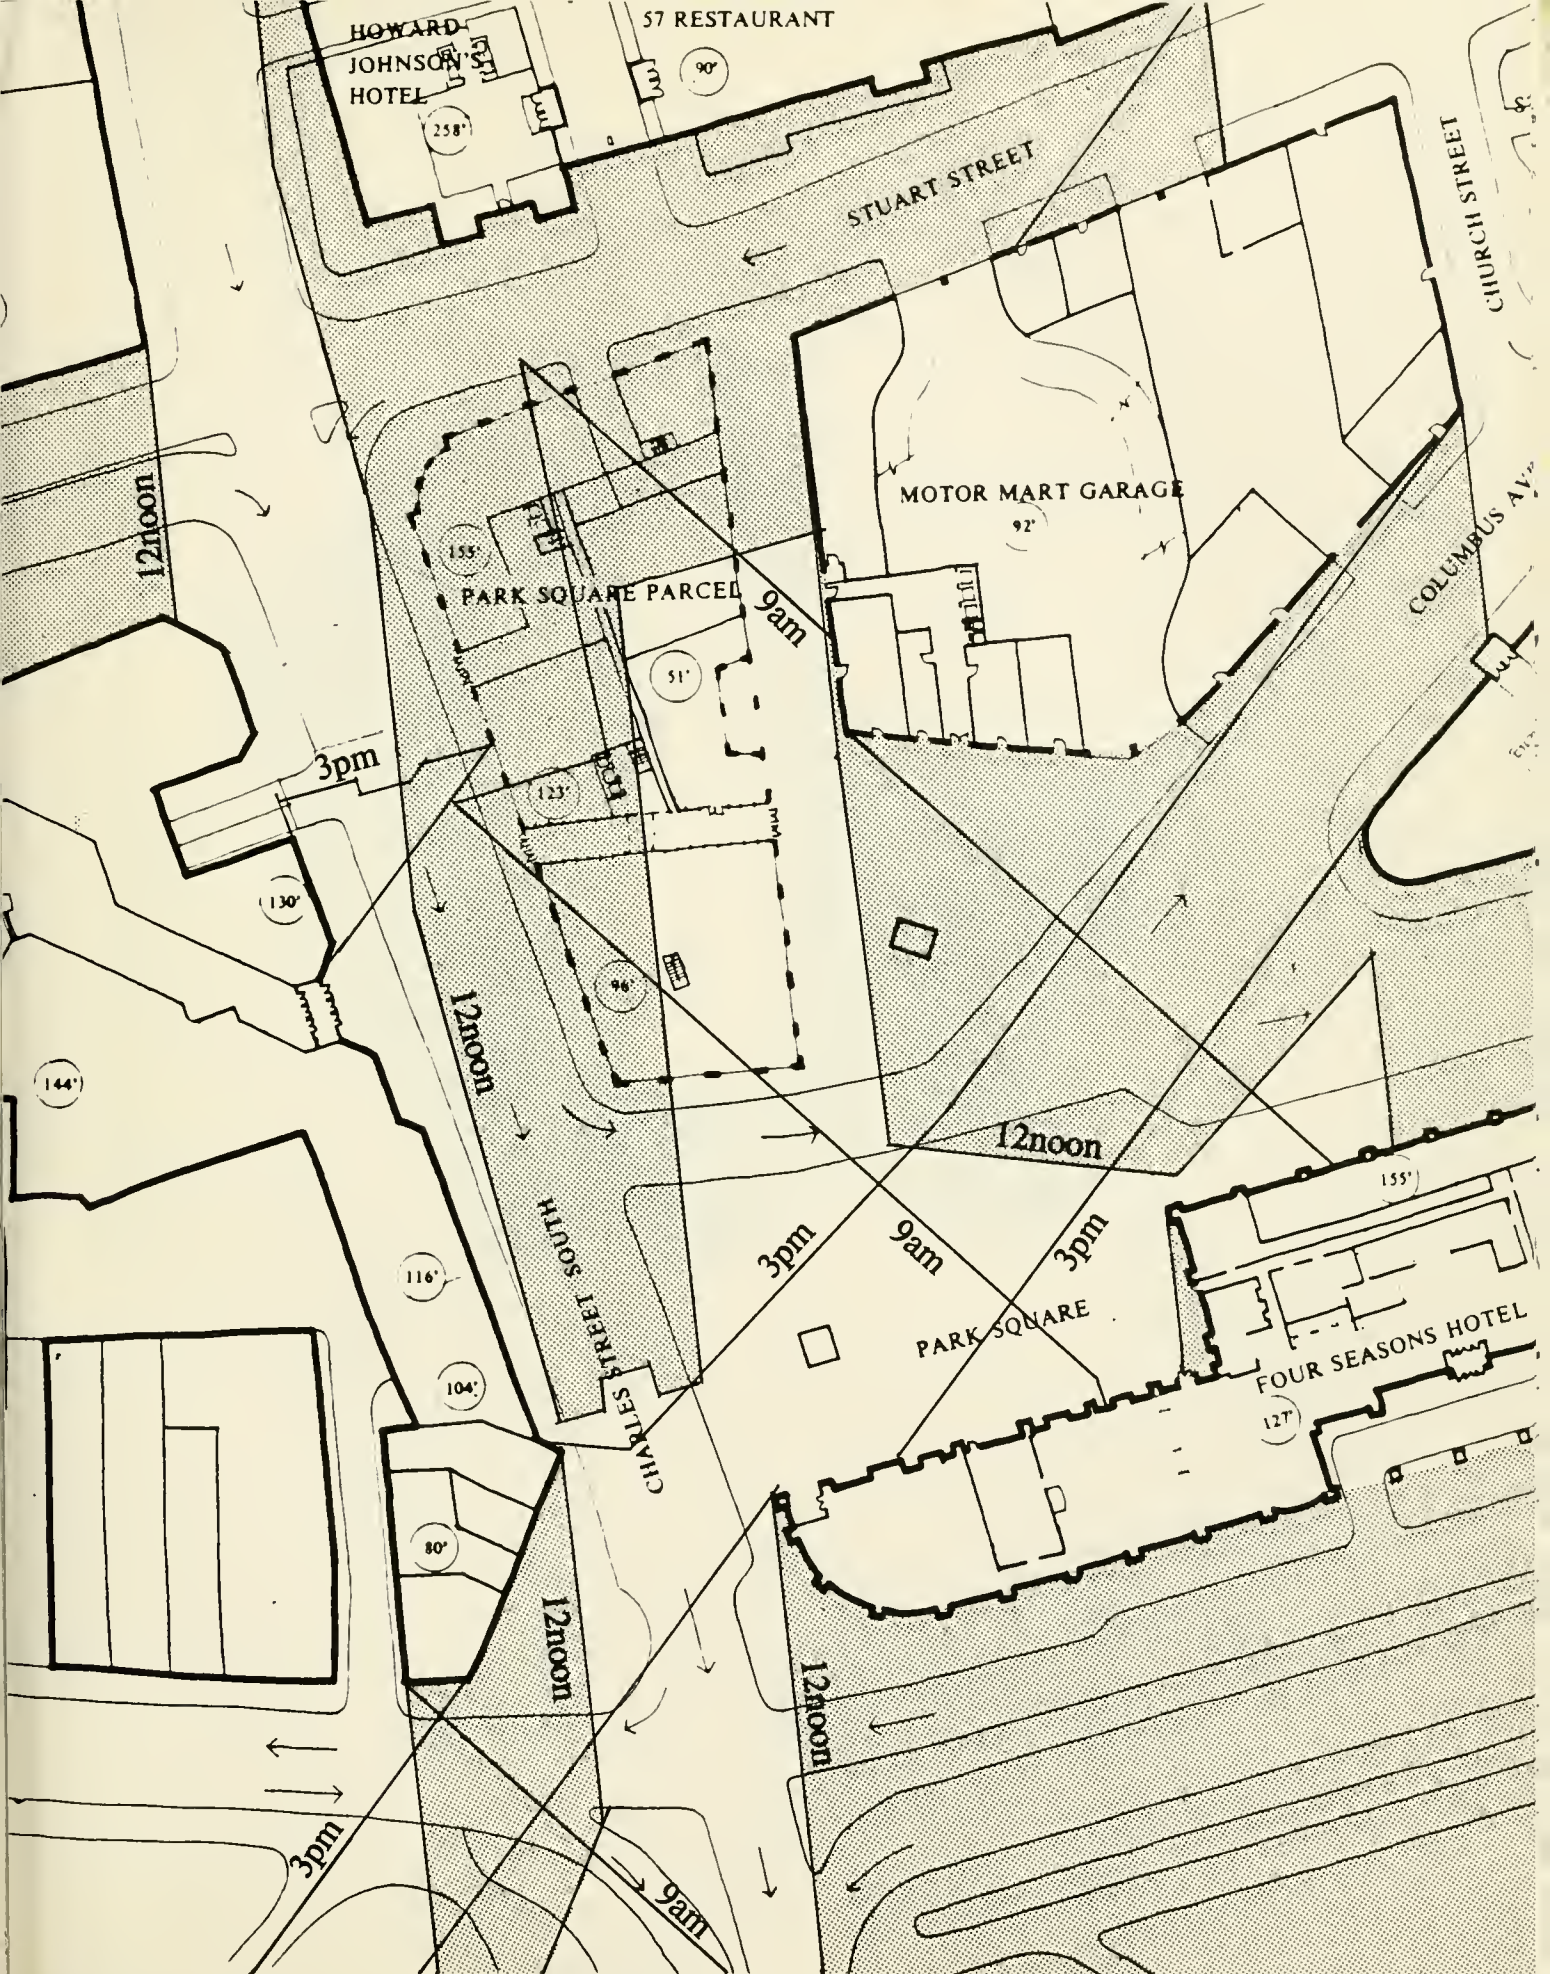 HOWARD
JOHNSON'S
HOTEL
258'
57 RESTAURANT
90'
STUART STREET
CHURCH STREET
12noon
MOTOR MART GARAGE
92'
COLUMBUS AVE
155'
PARK SQUARE PARCEL
9am
51'
3pm
123'
130'
96'
12noon
144'
12noon
155'
3pm
9am
3pm
116'
CHARLES STREET SOUTH
PARK SQUARE
FOUR SEASONS HOTEL
104'
127'
80'
12noon
12noon
3pm
9am